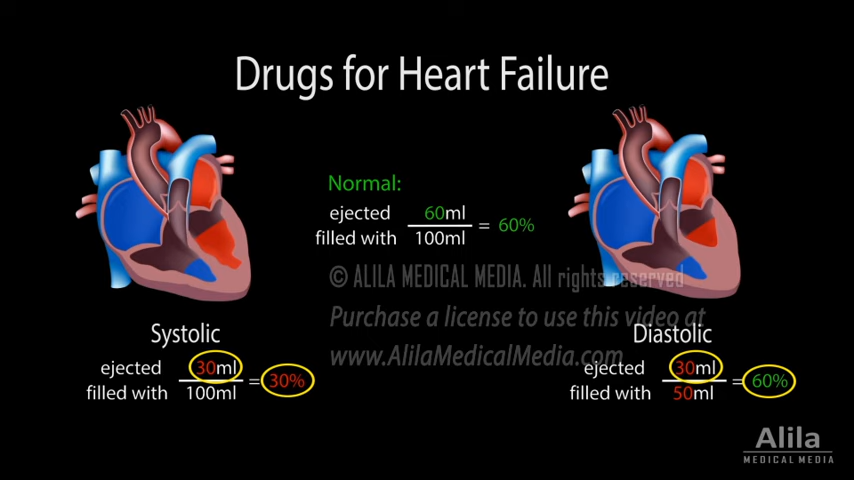 Drugs for Heart Failure
Normal:
ejected 60ml
filled with 100ml = 60%
© ALILA MEDICAL MEDIA. All rights reserved
Purchase a license to use this video at
www.AlilaMedicalMedia.com
Systolic
ejected 30ml
filled with 100ml = 30%
Diastolic
ejected 30ml
filled with 50ml = 60%
Alila
MEDICAL MEDIA